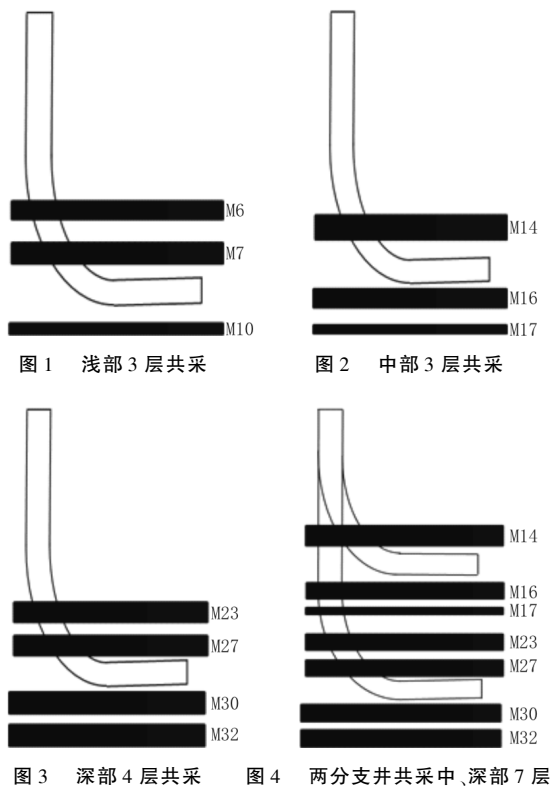 M6
M7
M10
图 1 浅部 3 层共采
M14
M16
M17
图 2 中部 3 层共采
M23
M27
M30
M32
图 3 深部 4 层共采
M14
M16
M17
M23
M27
M30
M32
图 4 两分支井共采中、深部 7 层